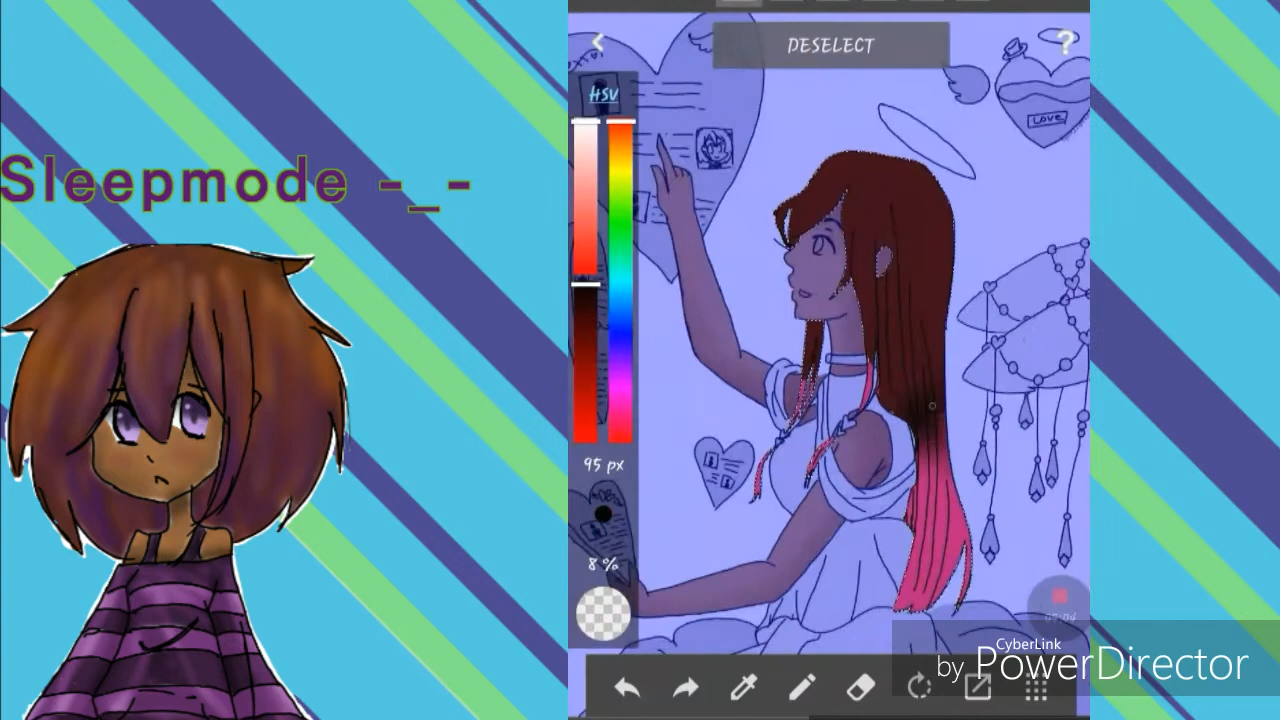 Sleepmode -_-
DESELECT
?
HSV
Love
95 px
8%
CyberLink
by PowerDirector